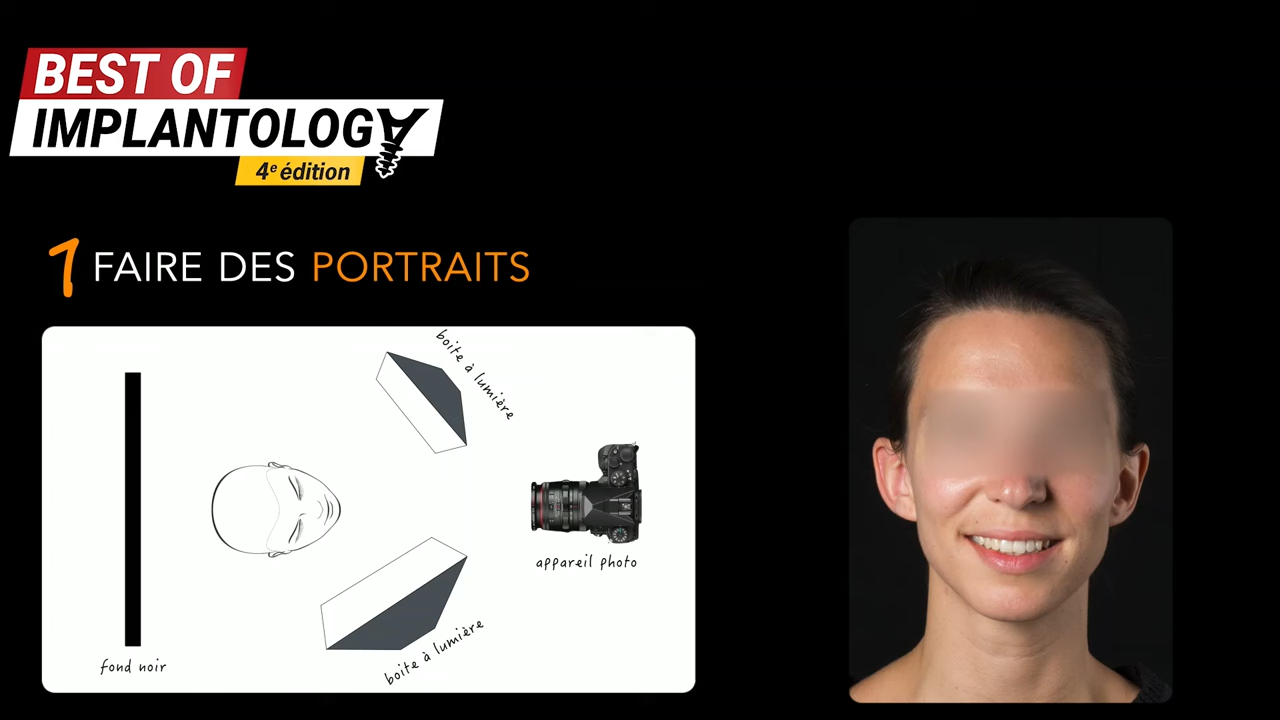 BEST OF
IMPLANTOLOGY
4e édition
1 FAIRE DES PORTRAITS
boite à lumière
appareil photo
boite à lumière
fond noir